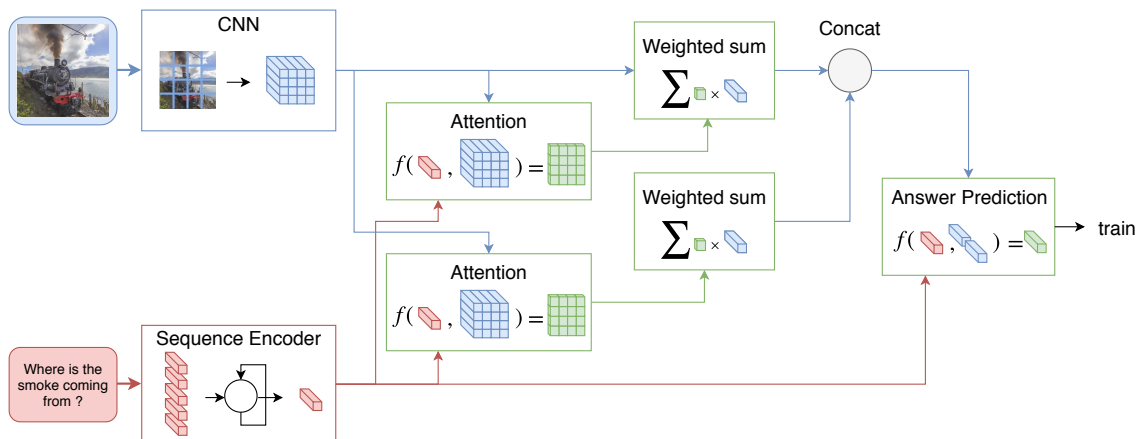 CNN
Weighted sum
∑ ×
Concat
Attention
f( , ) =
Weighted sum
∑ ×
Answer Prediction
f( , ) =
train
Attention
f( , ) =
Sequence Encoder
Where is the
smoke coming
from ?